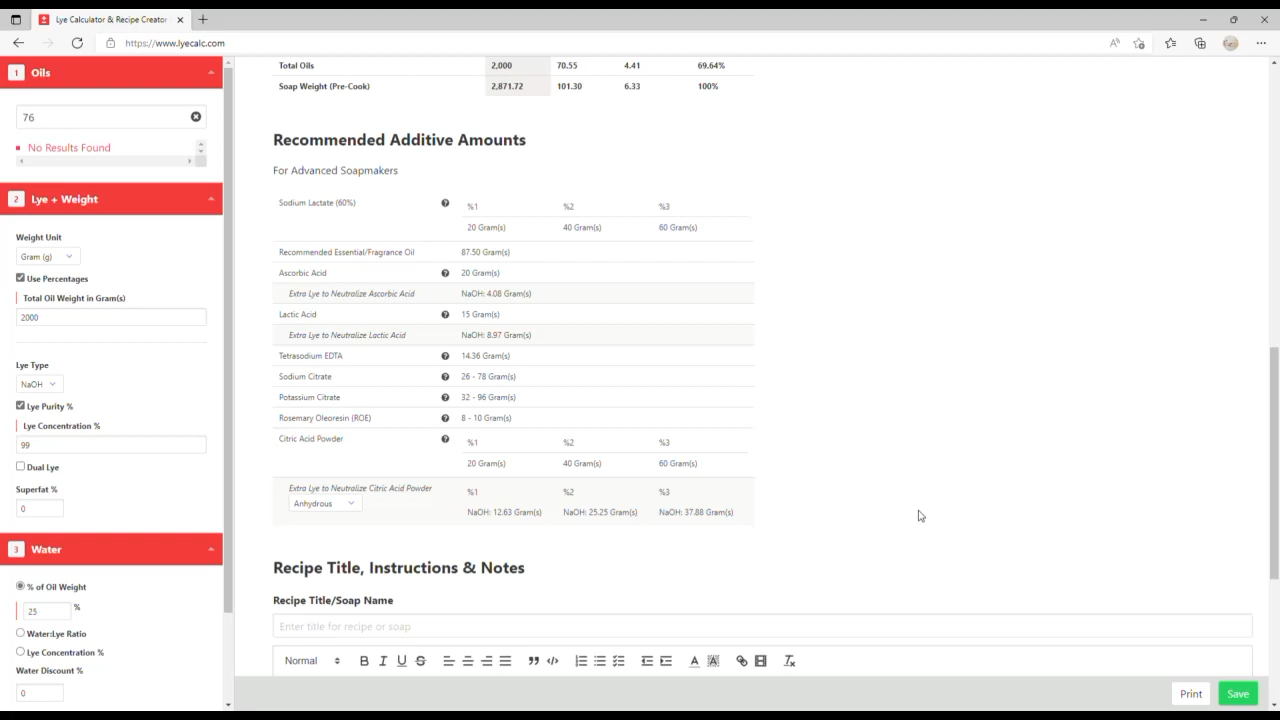 Lye Calculator & Recipe Creator
https://www.lyecalc.com
1 Oils
76
No Results Found
2 Lye + Weight
Weight Unit
Gram (g)
Use Percentages
Total Oil Weight in Gram(s)
2000
Lye Type
NaOH
Lye Purity %
Lye Concentration %
99
Dual Lye
Superfat %
0
3 Water
% of Oil Weight
25 %
Water:Lye Ratio
Lye Concentration %
Water Discount %
0
Total Oils 2,000 70.55 4.41 69.64%
Soap Weight (Pre-Cook) 2,871.72 101.30 6.33 100%
Recommended Additive Amounts
For Advanced Soapmakers
Sodium Lactate (60%) %1 %2 %3
20 Gram(s) 40 Gram(s) 60 Gram(s)
Recommended Essential/Fragrance Oil 87.50 Gram(s)
Ascorbic Acid 20 Gram(s)
Extra Lye to Neutralize Ascorbic Acid NaOH: 4.08 Gram(s)
Lactic Acid 15 Gram(s)
Extra Lye to Neutralize Lactic Acid NaOH: 8.97 Gram(s)
Tetrasodium EDTA 14.36 Gram(s)
Sodium Citrate 26 - 78 Gram(s)
Potassium Citrate 32 - 96 Gram(s)
Rosemary Oleoresin (ROE) 8 - 10 Gram(s)
Citric Acid Powder %1 %2 %3
20 Gram(s) 40 Gram(s) 60 Gram(s)
Extra Lye to Neutralize Citric Acid Powder %1 %2 %3
Anhydrous NaOH: 12.63 Gram(s) NaOH: 25.25 Gram(s) NaOH: 37.88 Gram(s)
Recipe Title, Instructions & Notes
Recipe Title/Soap Name
Enter title for recipe or soap
Normal B I U S
Print Save